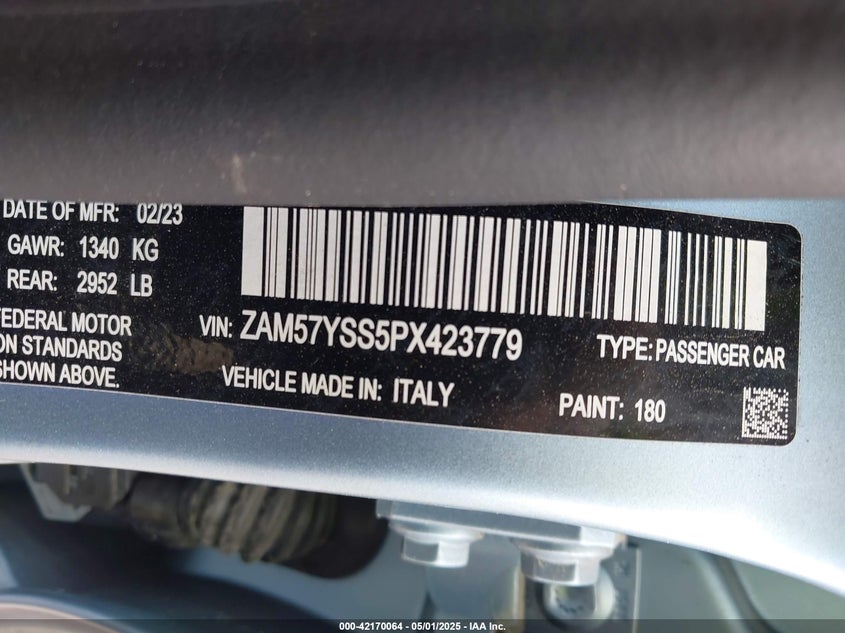 DATE OF MFR: 02/23
GAWR: 1340 KG
REAR: 2952 LB
FEDERAL MOTOR
ON STANDARDS
SHOWN ABOVE.
VIN: ZAM57YSS5PX423779
TYPE: PASSENGER CAR
VEHICLE MADE IN: ITALY
PAINT: 180
000-42170064 - 05/01/2025 - IAA Inc.